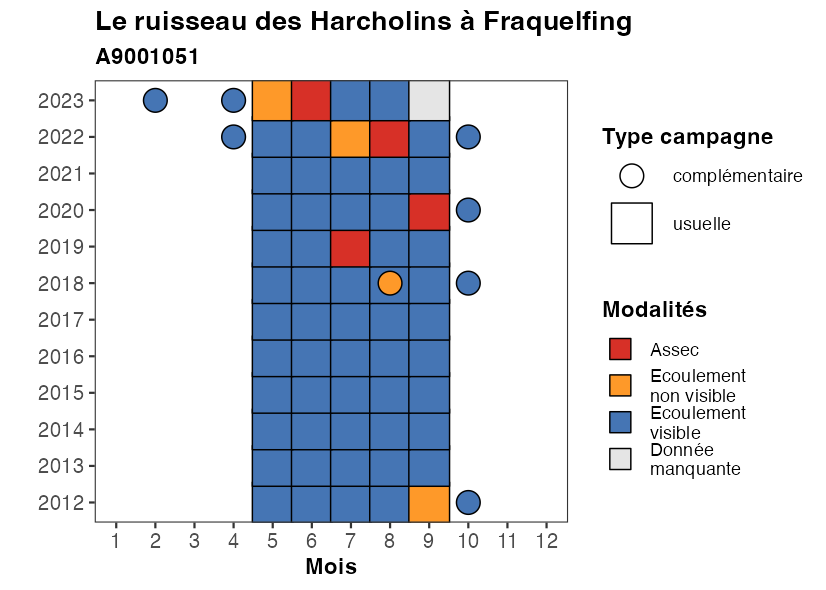 Le ruisseau des Harcholins à Fraquelfing
A9001051
2023
2022
2021
2020
2019
2018
2017
2016
2015
2014
2013
2012
1 2 3 4 5 6 7 8 9 10 11 12
Mois
Type campagne
complémentaire
usuelle
Modalités
Assec
Ecoulement
non visible
Ecoulement
visible
Donnée
manquante